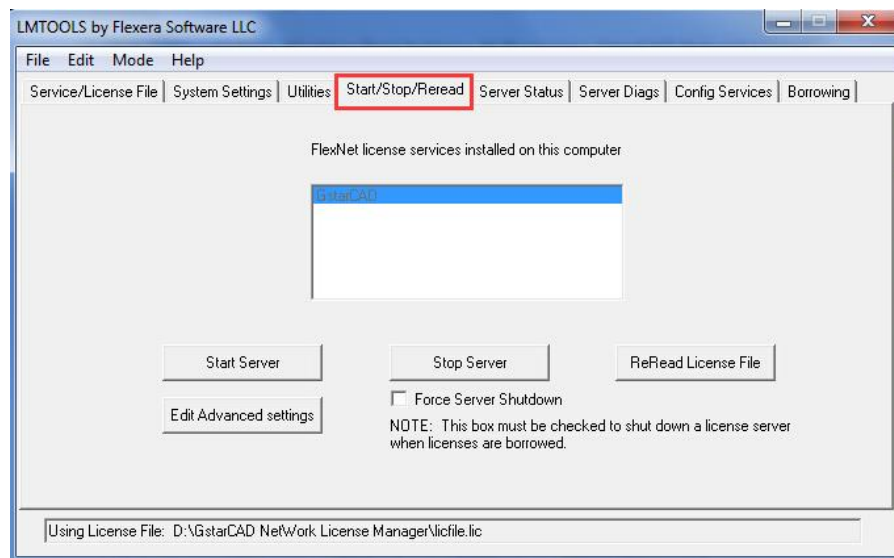 LMTOOLS by Flexera Software LLC
File Edit Mode Help
Service/License File System Settings Utilities Start/Stop/Reread Server Status Server Diags Config Services Borrowing
FlexNet license services installed on this computer
GstarCAD
Start Server Stop Server ReRead License File
Edit Advanced settings
Force Server Shutdown
NOTE: This box must be checked to shut down a license server
when licenses are borrowed.
Using License File: D:\GstarCAD NetWork License Manager\licfile.lic